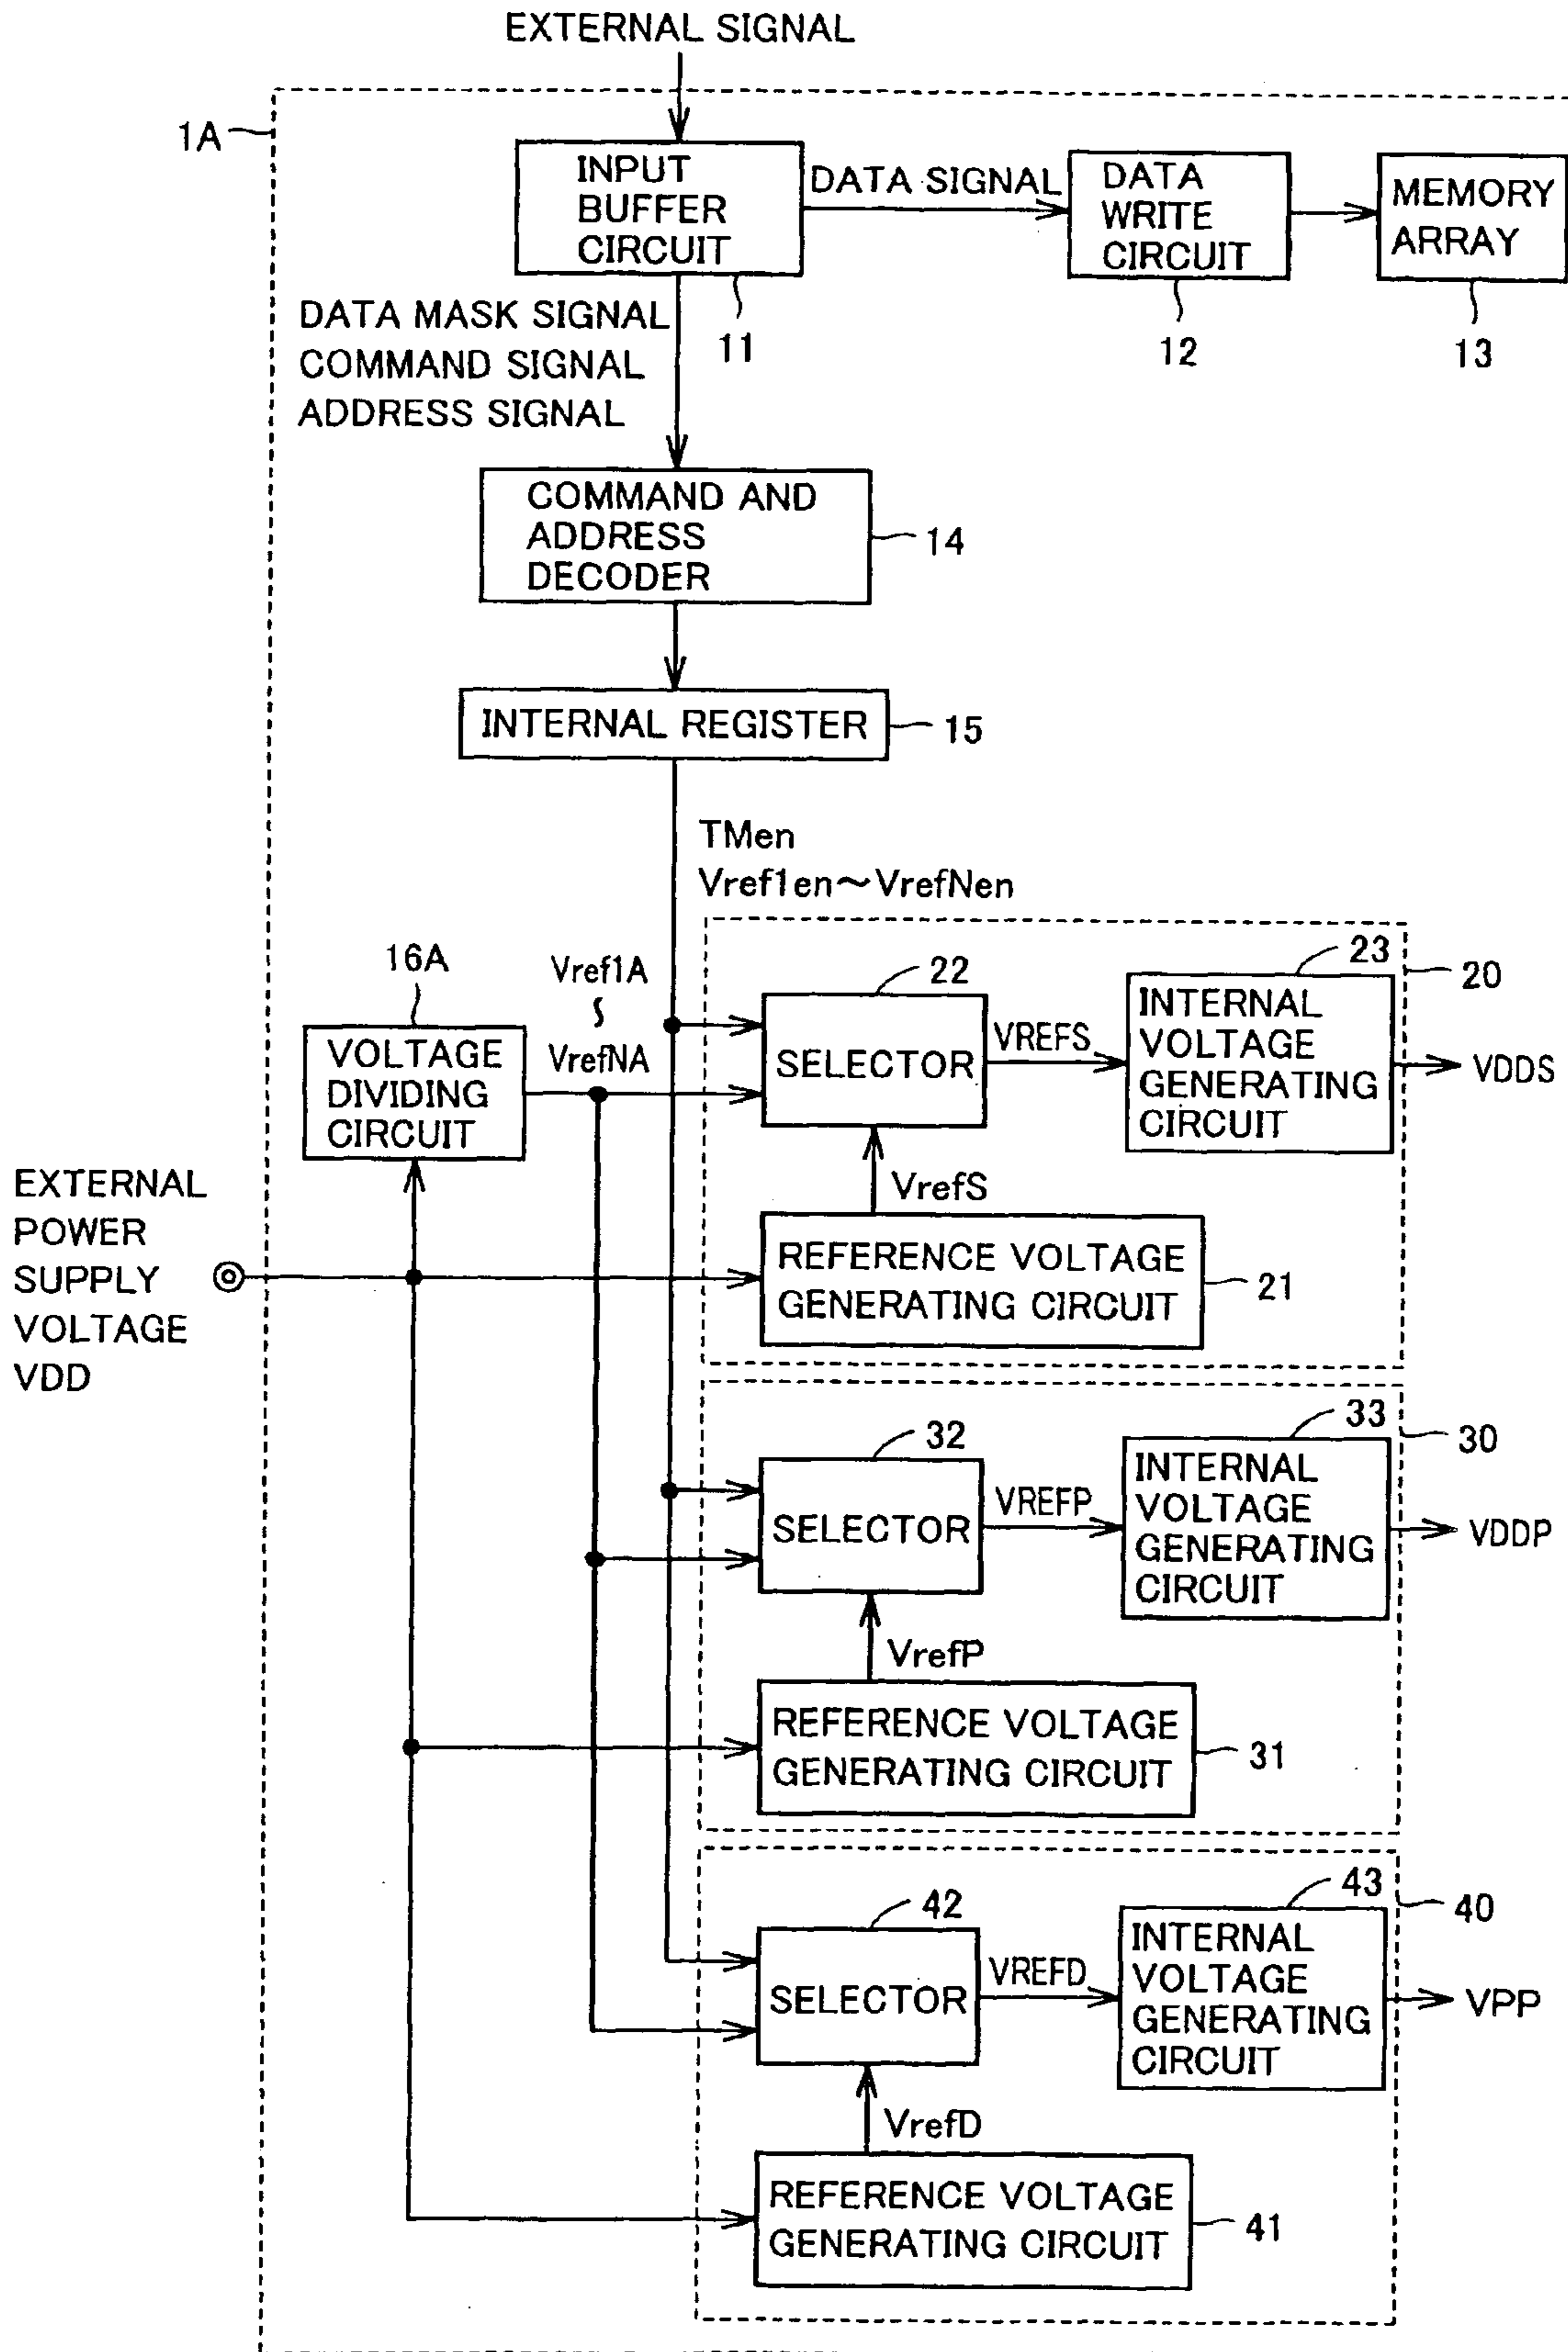 EXTERNAL SIGNAL
1A
INPUT
BUFFER
CIRCUIT
11
DATA SIGNAL
DATA
WRITE
CIRCUIT
12
MEMORY
ARRAY
13
DATA MASK SIGNAL
COMMAND SIGNAL
ADDRESS SIGNAL
COMMAND AND
ADDRESS
DECODER
14
INTERNAL REGISTER
15
TMen
Vref1en~VrefNen
16A
VOLTAGE
DIVIDING
CIRCUIT
Vref1A
~
VrefNA
22
SELECTOR
VREFS
23
INTERNAL
VOLTAGE
GENERATING
CIRCUIT
20
VDDS
VrefS
REFERENCE VOLTAGE
GENERATING CIRCUIT
21
EXTERNAL
POWER
SUPPLY
VOLTAGE
VDD
32
SELECTOR
VREFP
33
INTERNAL
VOLTAGE
GENERATING
CIRCUIT
30
VDDP
VrefP
REFERENCE VOLTAGE
GENERATING CIRCUIT
31
42
SELECTOR
VREFD
43
INTERNAL
VOLTAGE
GENERATING
CIRCUIT
40
VPP
VrefD
REFERENCE VOLTAGE
GENERATING CIRCUIT
41